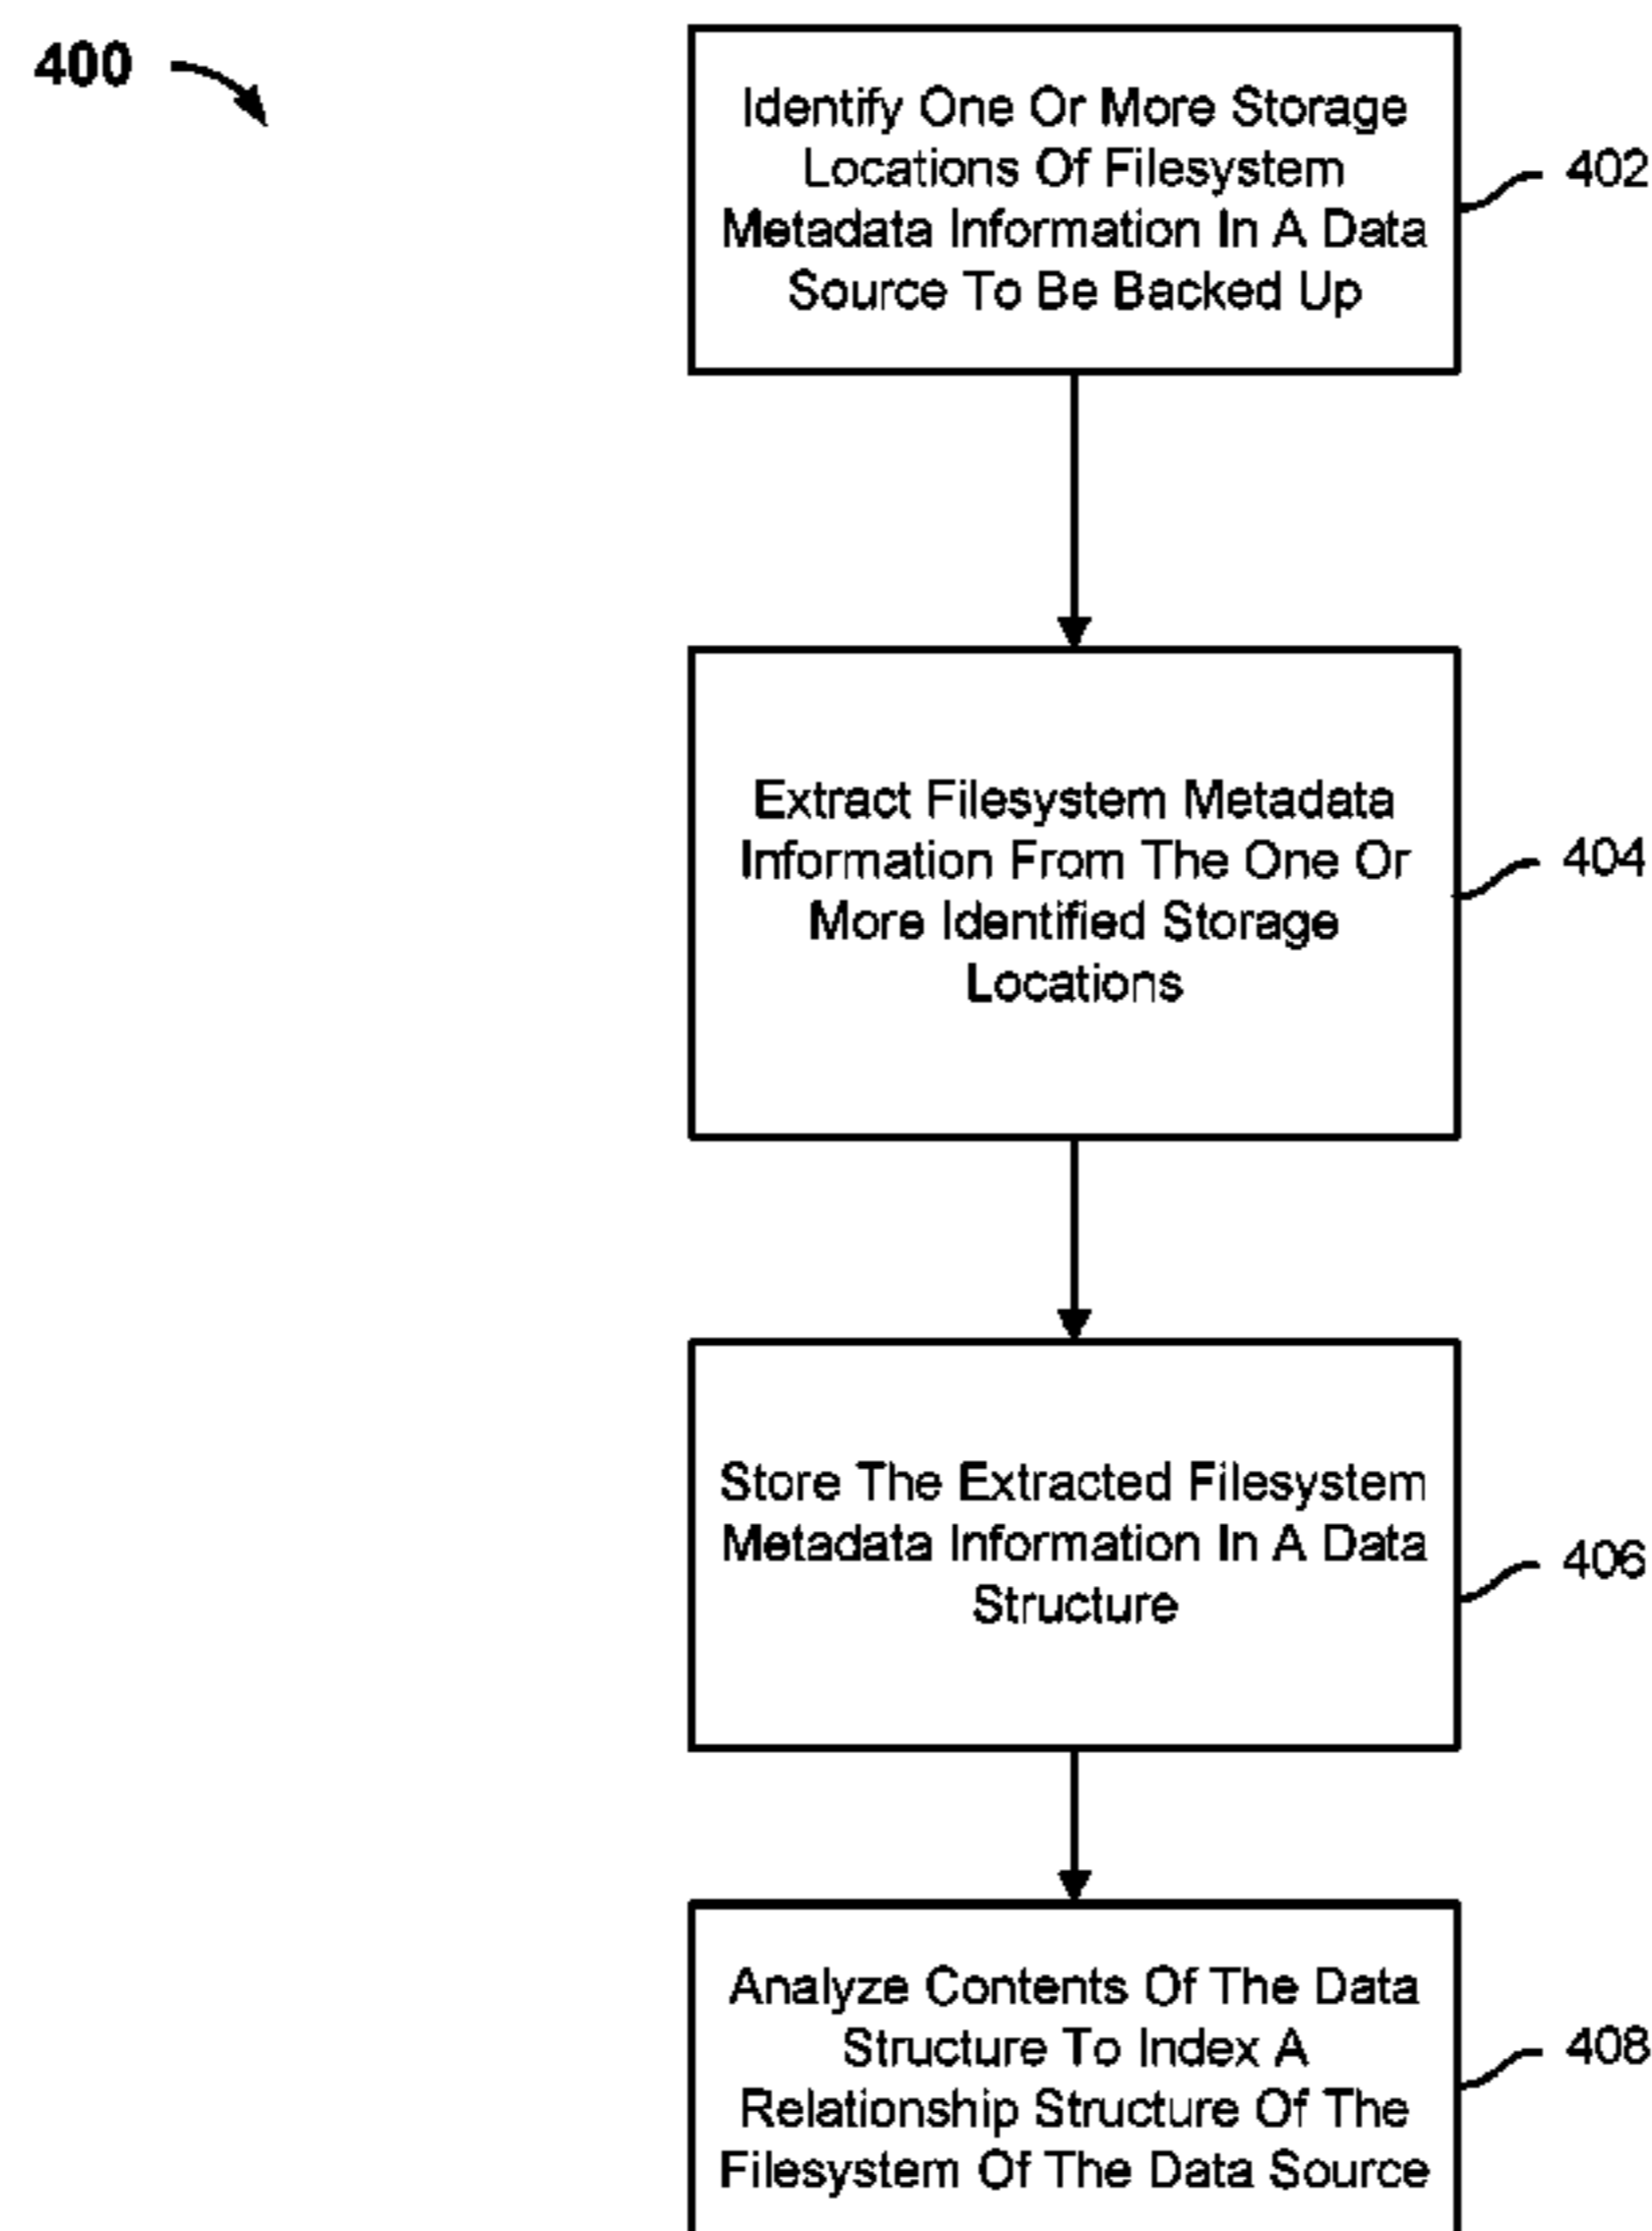 400
Identify One Or More Storage
Locations Of Filesystem
Metadata Information In A Data
Source To Be Backed Up
402
Extract Filesystem Metadata
Information From The One Or
More Identified Storage
Locations
404
Store The Extracted Filesystem
Metadata Information In A Data
Structure
406
Analyze Contents Of The Data
Structure To Index A
Relationship Structure Of The
Filesystem Of The Data Source
408